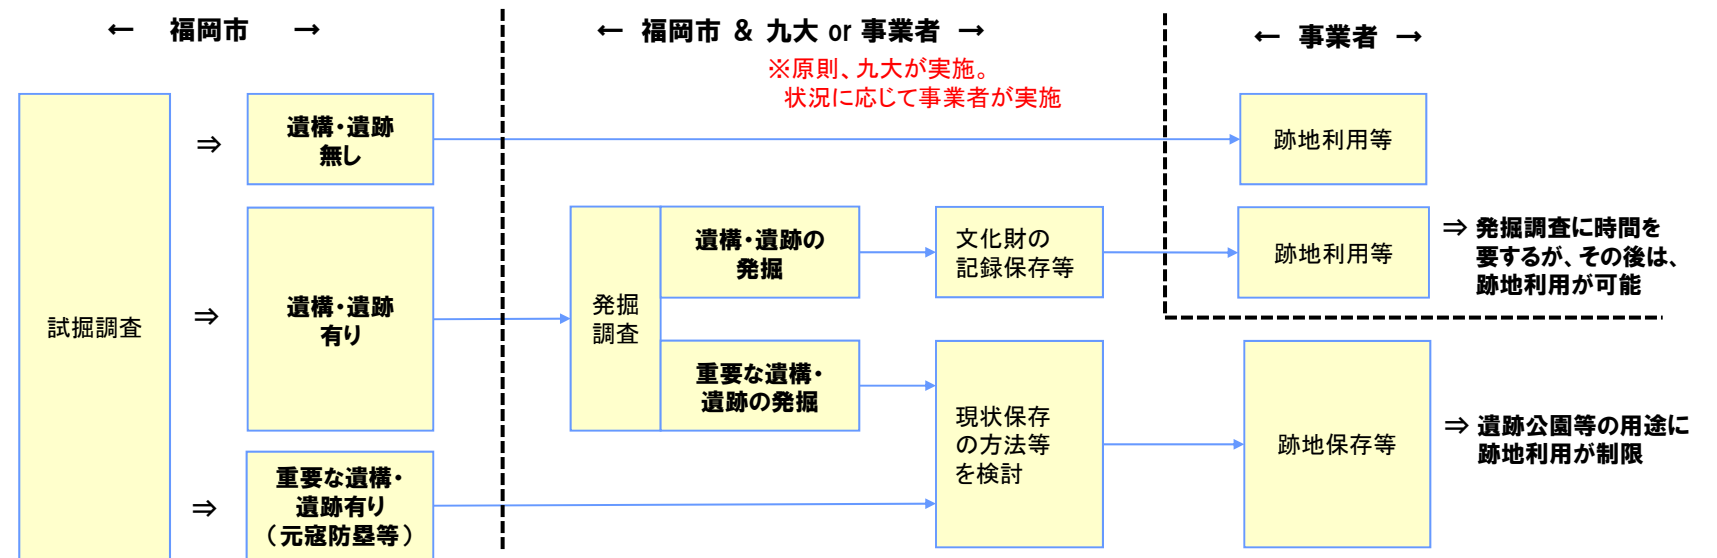 ← 福岡市 →
← 福岡市 & 九大 or 事業者 →
※原則、九大が実施。
状況に応じて事業者が実施
← 事業者 →
試掘調査
⇒
遺構・遺跡
無し
跡地利用等
⇒
遺構・遺跡
有り
発掘
調査
遺構・遺跡の
発掘
文化財の
記録保存等
跡地利用等
⇒ 発掘調査に時間を
要するが、その後は、
跡地利用が可能
重要な遺構・
遺跡の発掘
現状保存
の方法等
を検討
跡地保存等
⇒ 遺跡公園等の用途に
跡地利用が制限
⇒
重要な遺構・
遺跡有り
（元寇防塁等）